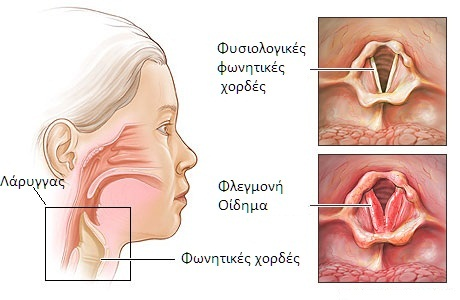 Φυσιολογικές
φωνητικές
χορδές
Λάρυγγας
Φλεγμονή
Οίδημα
Φωνητικές χορδές